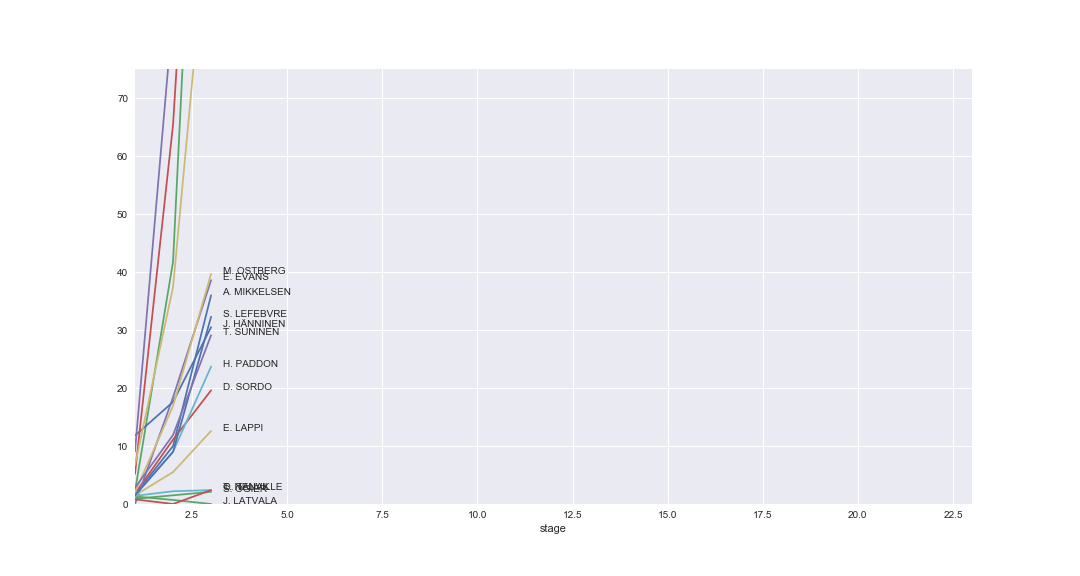 70
60
50
40
30
20
10
0
M. OSTBERG
E. EVANS
A. MIKKELSEN
S. LEFEBVRE
J. HÄNNINEN
T. SUNINEN
H. PADDON
D. SORDO
E. LAPPI
J. LATVALA
2.5
5.0
7.5
10.0
12.5
15.0
17.5
20.0
22.5
stage